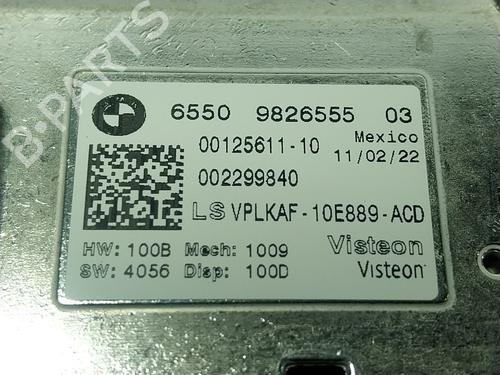 B-PARTS
6550 9826555 03
00125611-10 Mexico
11/02/22
002299840
LS VPLKAF-10E889-ACD
HW: 100B Mech: 1009 Visteon
SW: 4056 Disp: 100D Visteon